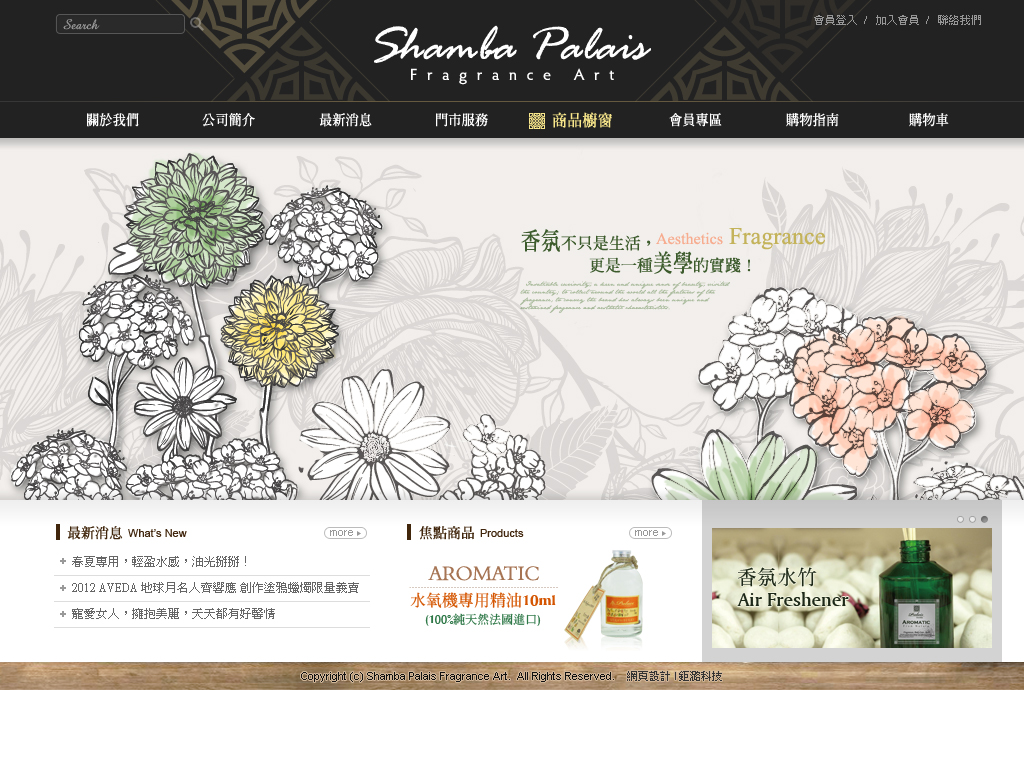 Search
會員登入 / 加入會員 / 聯絡我們
Shamba Palais
Fragrance Art
關於我們 公司簡介 最新消息 門市服務 商品櫥窗 會員專區 購物指南 購物車
香氛不只是生活,Aesthetics Fragrance
更是一種美學的實踐!
最新消息 What's New more
春夏專用,輕盈水感,油光掰掰!
2012 AVEDA 地球月名人齊響應 創作塗鴉蠟燭限量義賣
寵愛女人,擁抱美麗,天天都有好馨情
焦點商品 Products more
AROMATIC
水氧機專用精油10ml
(100%純天然法國進口)
香氛水竹
Air Freshener
AROMATIC
Copyright (c) Shamba Palais Fragrance Art. All Rights Reserved. 網頁設計 | 鉅潞科技